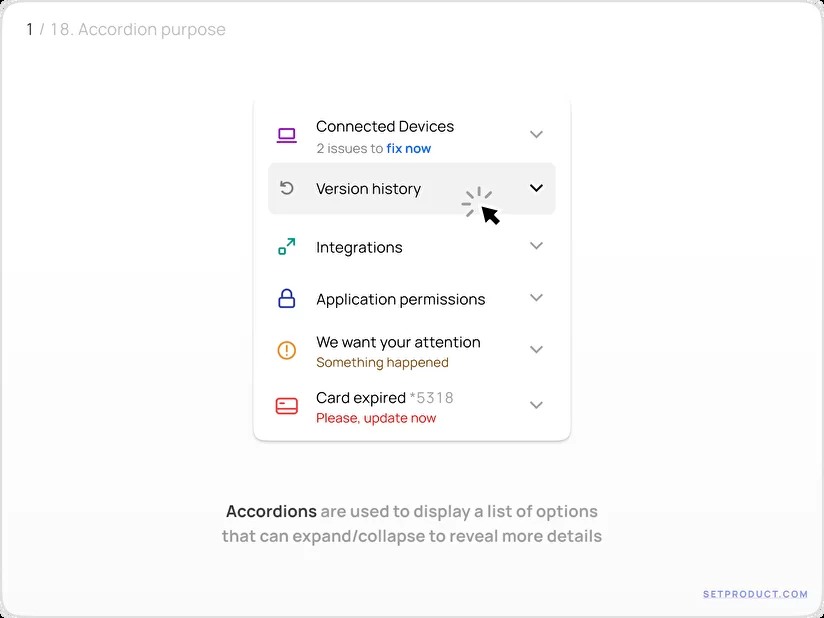 1 / 18. Accordion purpose
Connected Devices
2 issues to fix now
Version history
Integrations
Application permissions
We want your attention
Something happened
Card expired *5318
Please, update now
Accordions are used to display a list of options
that can expand/collapse to reveal more details
SETPRODUCT.COM